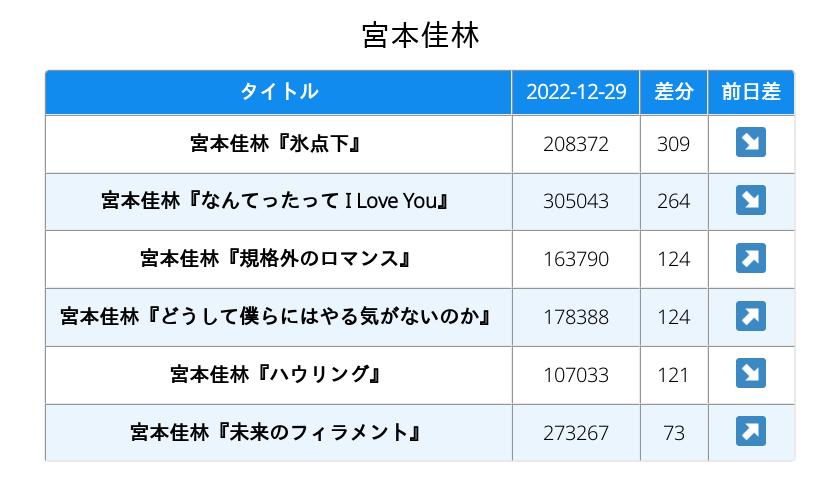 宮本佳林
タイトル 2022-12-29 差分 前日差
宮本佳林『氷点下』 208372 309 ↘
宮本佳林『なんてったって I Love You』 305043 264 ↘
宮本佳林『規格外のロマンス』 163790 124 ↗
宮本佳林『どうして僕らにはやる気がないのか』 178388 124 ↗
宮本佳林『ハウリング』 107033 121 ↘
宮本佳林『未来のフィラメント』 273267 73 ↗